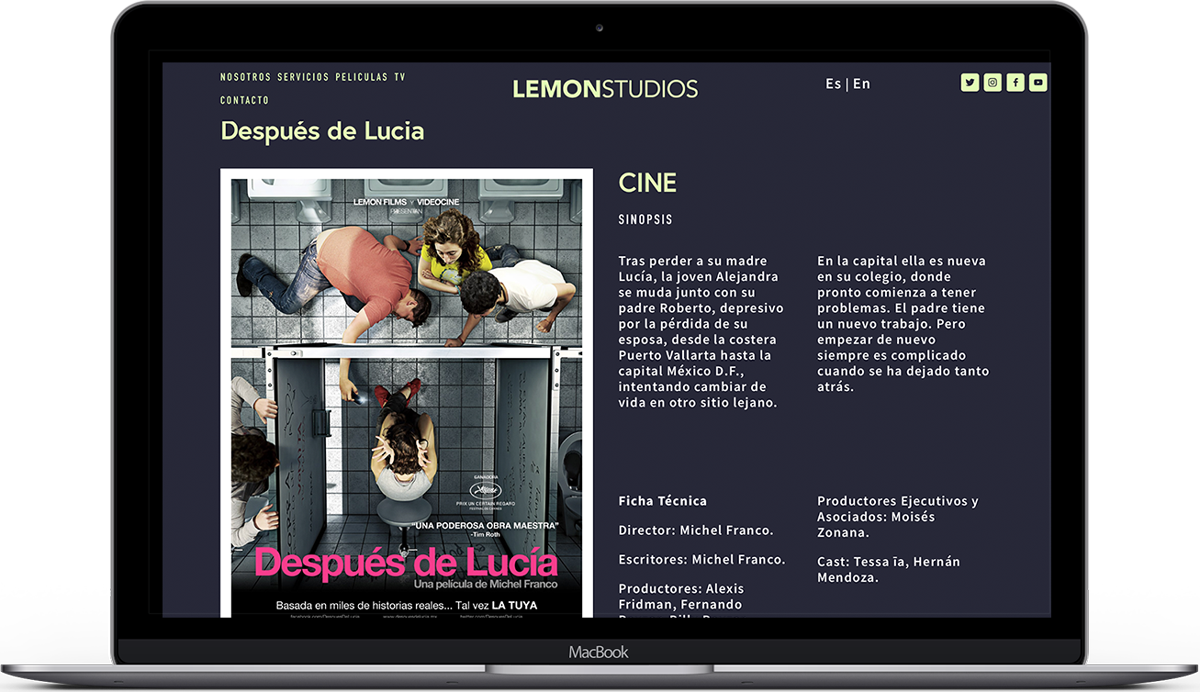 NOSOTROS SERVICIOS PELICULAS TV
CONTACTO
LEMONSTUDIOS
Es | En
Después de Lucia
LEMON FILMS Y VIDEOCINE
PRESENTAN
GANADORA
PRIX UN CERTAIN REGARD
FESTIVAL DE CANNES
"UNA PODEROSA OBRA MAESTRA"
-Tim Roth
Después de Lucía
Una película de Michel Franco
Basada en miles de historias reales... Tal vez LA TUYA
CINE
SINOPSIS
Tras perder a su madre
Lucía, la joven Alejandra
se muda junto con su
padre Roberto, depresivo
por la pérdida de su
esposa, desde la costera
Puerto Vallarta hasta la
capital México D.F.,
intentando cambiar de
vida en otro sitio lejano.
En la capital ella es nueva
en su colegio, donde
pronto comienza a tener
problemas. El padre tiene
un nuevo trabajo. Pero
empezar de nuevo
siempre es complicado
cuando se ha dejado tanto
atrás.
Ficha Técnica
Director: Michel Franco.
Escritores: Michel Franco.
Productores: Alexis
Fridman, Fernando
Productores Ejecutivos y
Asociados: Moisés
Zonana.
Cast: Tessa īa, Hernán
Mendoza.
MacBook